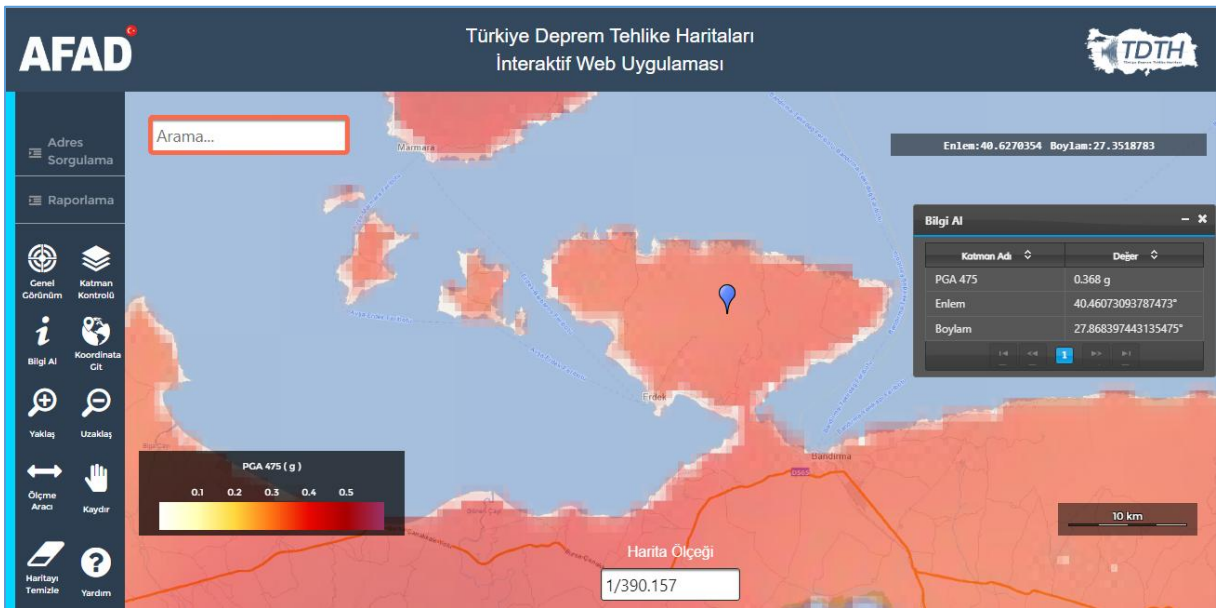 AFAD
Türkiye Deprem Tehlike Haritaları
İnteraktif Web Uygulaması
TDTH
Adres
Sorgulama
Raporlama
Genel
Görünüm
Katman
Kontrolü
Bilgi Al
Koordinata
Git
Yaklaş
Uzaklaş
Ölçme
Aracı
Kaydır
Haritayı
Temizle
Yardım
Arama...
Marmara
Enlem:40.6270354 Boylam:27.3518783
Bilgi Al
Katman Adı
Değer
PGA 475
0.368 g
Enlem
40.46073093787473°
Boylam
27.868397443135475°
1
Erdek
Bandırma
PGA 475 ( g )
0.1 0.2 0.3 0.4 0.5
10 km
Harita Ölçeği
1/390.157